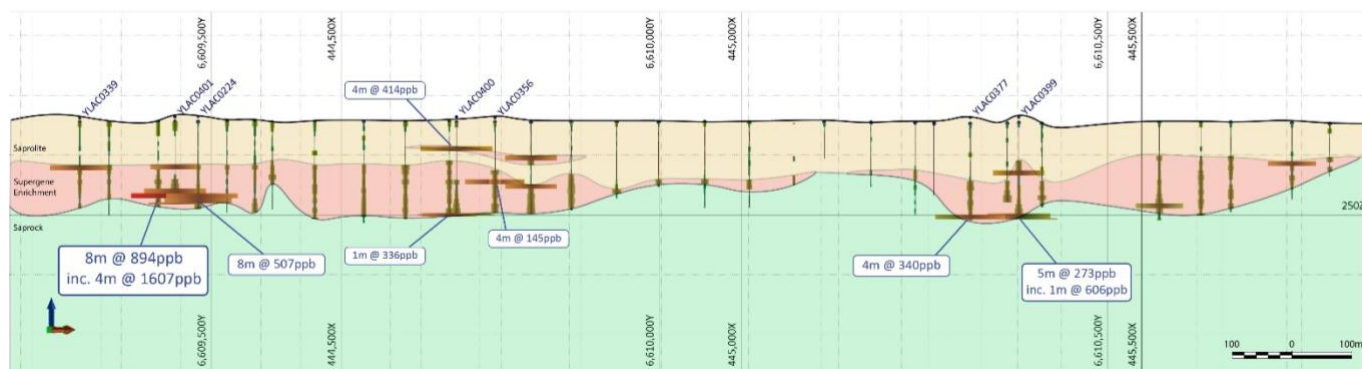 6,609,500Y
444,500X
6,610,000Y
445,000X
6,610,500Y
445,500X
YLAC0339
YLAC0401
YLAC0224
4m @ 414ppb
YLAC0400
YLAC0356
YLAC0377
YLAC0399
Saprolite
Supergene
Enrichment
Saprock
250Z
8m @ 894ppb
inc. 4m @ 1607ppb
8m @ 507ppb
1m @ 336ppb
4m @ 145ppb
4m @ 340ppb
5m @ 273ppb
inc. 1m @ 606ppb
6,609,500Y
444,500X
6,610,000Y
445,000X
6,610,500Y
445,500X
100 0 100m